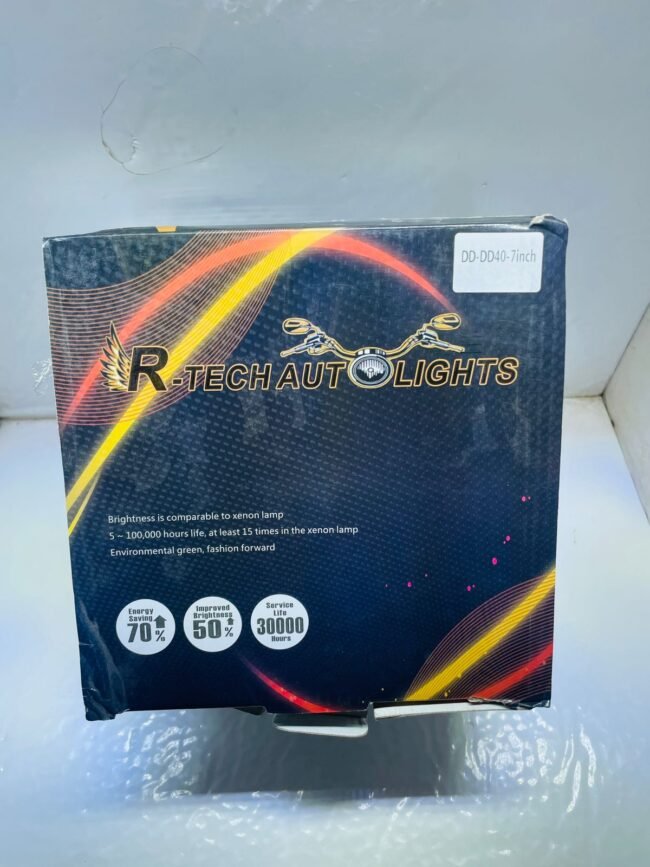 DD-DD40-7inch
R-TECH AUTOLIGHTS
Brightness is comparable to xenon lamp
5 ~ 100,000 hours life, at least 15 times in the xenon lamp
Environmental green, fashion forward
Energy
Saving
70%
Improved
Brightness
50%
Service
Life
30000
Hours